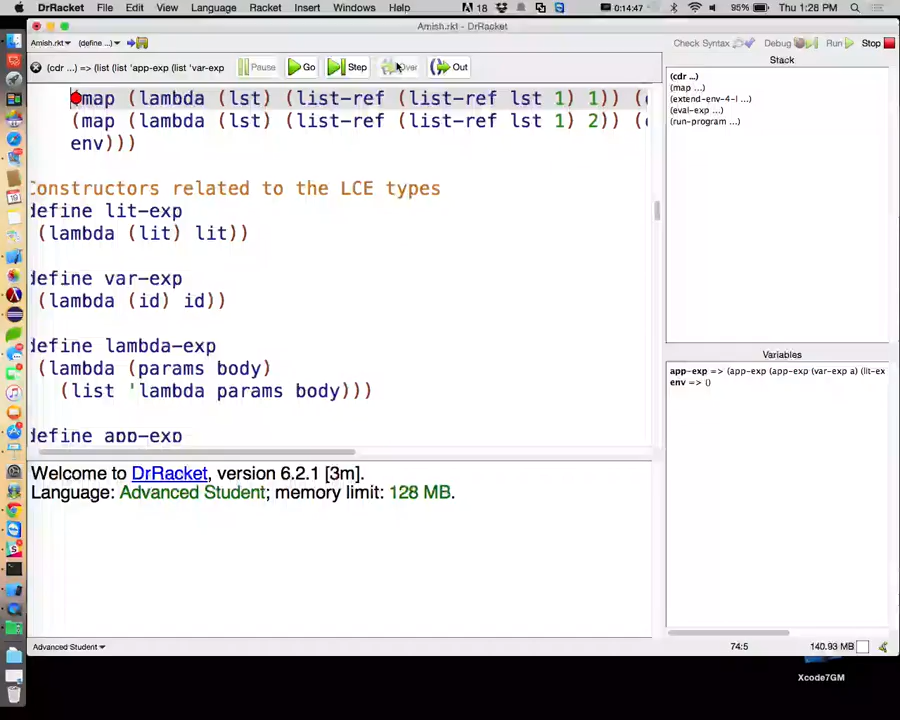 DrRacket File Edit View Language Racket Insert Windows Help 18 0:14:47 95% Thu 1:28 PM
Amish.rkt - DrRacket
Amish.rkt (define ...) Check Syntax Debug Run Stop
(cdr ...) => (list (list 'app-exp (list 'var-exp Pause Go Step Over Out
Stack
(cdr ...)
(map ...)
(extend-env-4-l ...)
(eval-exp ...)
(run-program ...)
map (lambda (lst) (list-ref (list-ref lst 1) 1)) (
(map (lambda (lst) (list-ref (list-ref lst 1) 2)) (
env)))
Constructors related to the LCE types
define lit-exp
(lambda (lit) lit))
define var-exp
(lambda (id) id))
define lambda-exp
(lambda (params body)
(list 'lambda params body)))
define app-exp
Variables
app-exp => (app-exp (app-exp (var-exp a) (lit-ex
env => ()
Welcome to DrRacket, version 6.2.1 [3m].
Language: Advanced Student; memory limit: 128 MB.
Advanced Student 74:5 140.93 MB
Xcode7GM